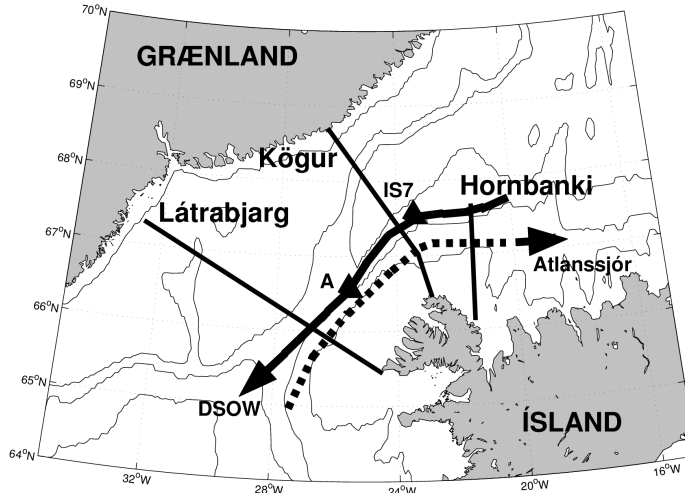 70°N
GRÆNLAND
69°N
68°N
Kögur
IS7
Hornbanki
Látrabjarg
67°N
Atlanssjór
A
66°N
65°N
DSOW
ÍSLAND
64°N
32°W
28°W
24°W
20°W
16°W